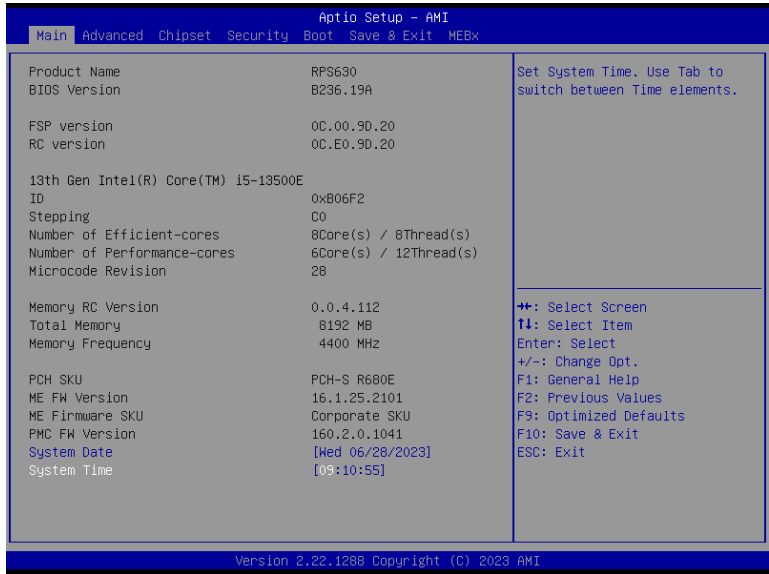 Aptio Setup – AMI
Main Advanced Chipset Security Boot Save & Exit MEBx
Product Name RPS630
BIOS Version B236.19A
FSP version 0C.00.9D.20
RC version 0C.E0.9D.20
13th Gen Intel(R) Core(TM) i5-13500E
ID 0xB06F2
Stepping C0
Number of Efficient-cores 8Core(s) / 8Thread(s)
Number of Performance-cores 6Core(s) / 12Thread(s)
Microcode Revision 28
Memory RC Version 0.0.4.112
Total Memory 8192 MB
Memory Frequency 4400 MHz
PCH SKU PCH-S R680E
ME FW Version 16.1.25.2101
ME Firmware SKU Corporate SKU
PMC FW Version 160.2.0.1041
System Date [Wed 06/28/2023]
System Time [09:10:55]
Set System Time. Use Tab to
switch between Time elements.
→←: Select Screen
↑↓: Select Item
Enter: Select
+/-: Change Opt.
F1: General Help
F2: Previous Values
F9: Optimized Defaults
F10: Save & Exit
ESC: Exit
Version 2.22.1288 Copyright (C) 2023 AMI